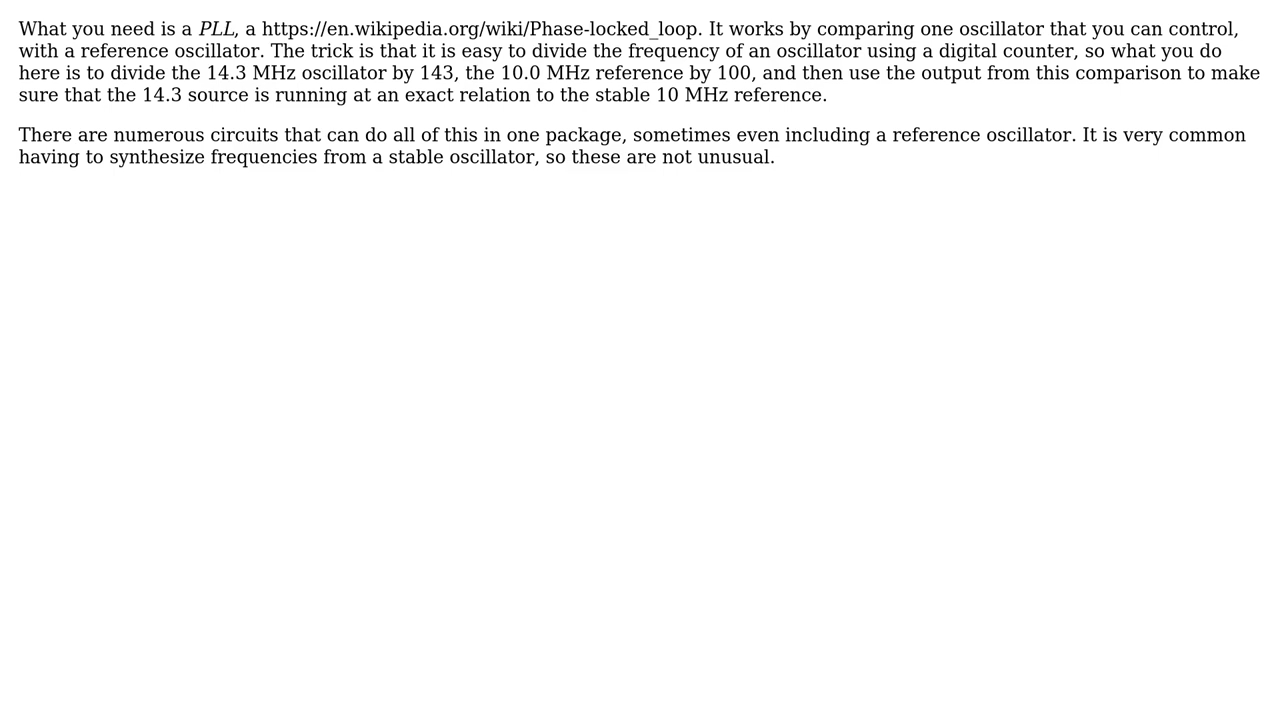 What you need is a PLL, a https://en.wikipedia.org/wiki/Phase-locked_loop. It works by comparing one oscillator that you can control,
with a reference oscillator. The trick is that it is easy to divide the frequency of an oscillator using a digital counter, so what you do
here is to divide the 14.3 MHz oscillator by 143, the 10.0 MHz reference by 100, and then use the output from this comparison to make
sure that the 14.3 source is running at an exact relation to the stable 10 MHz reference.
There are numerous circuits that can do all of this in one package, sometimes even including a reference oscillator. It is very common
having to synthesize frequencies from a stable oscillator, so these are not unusual.